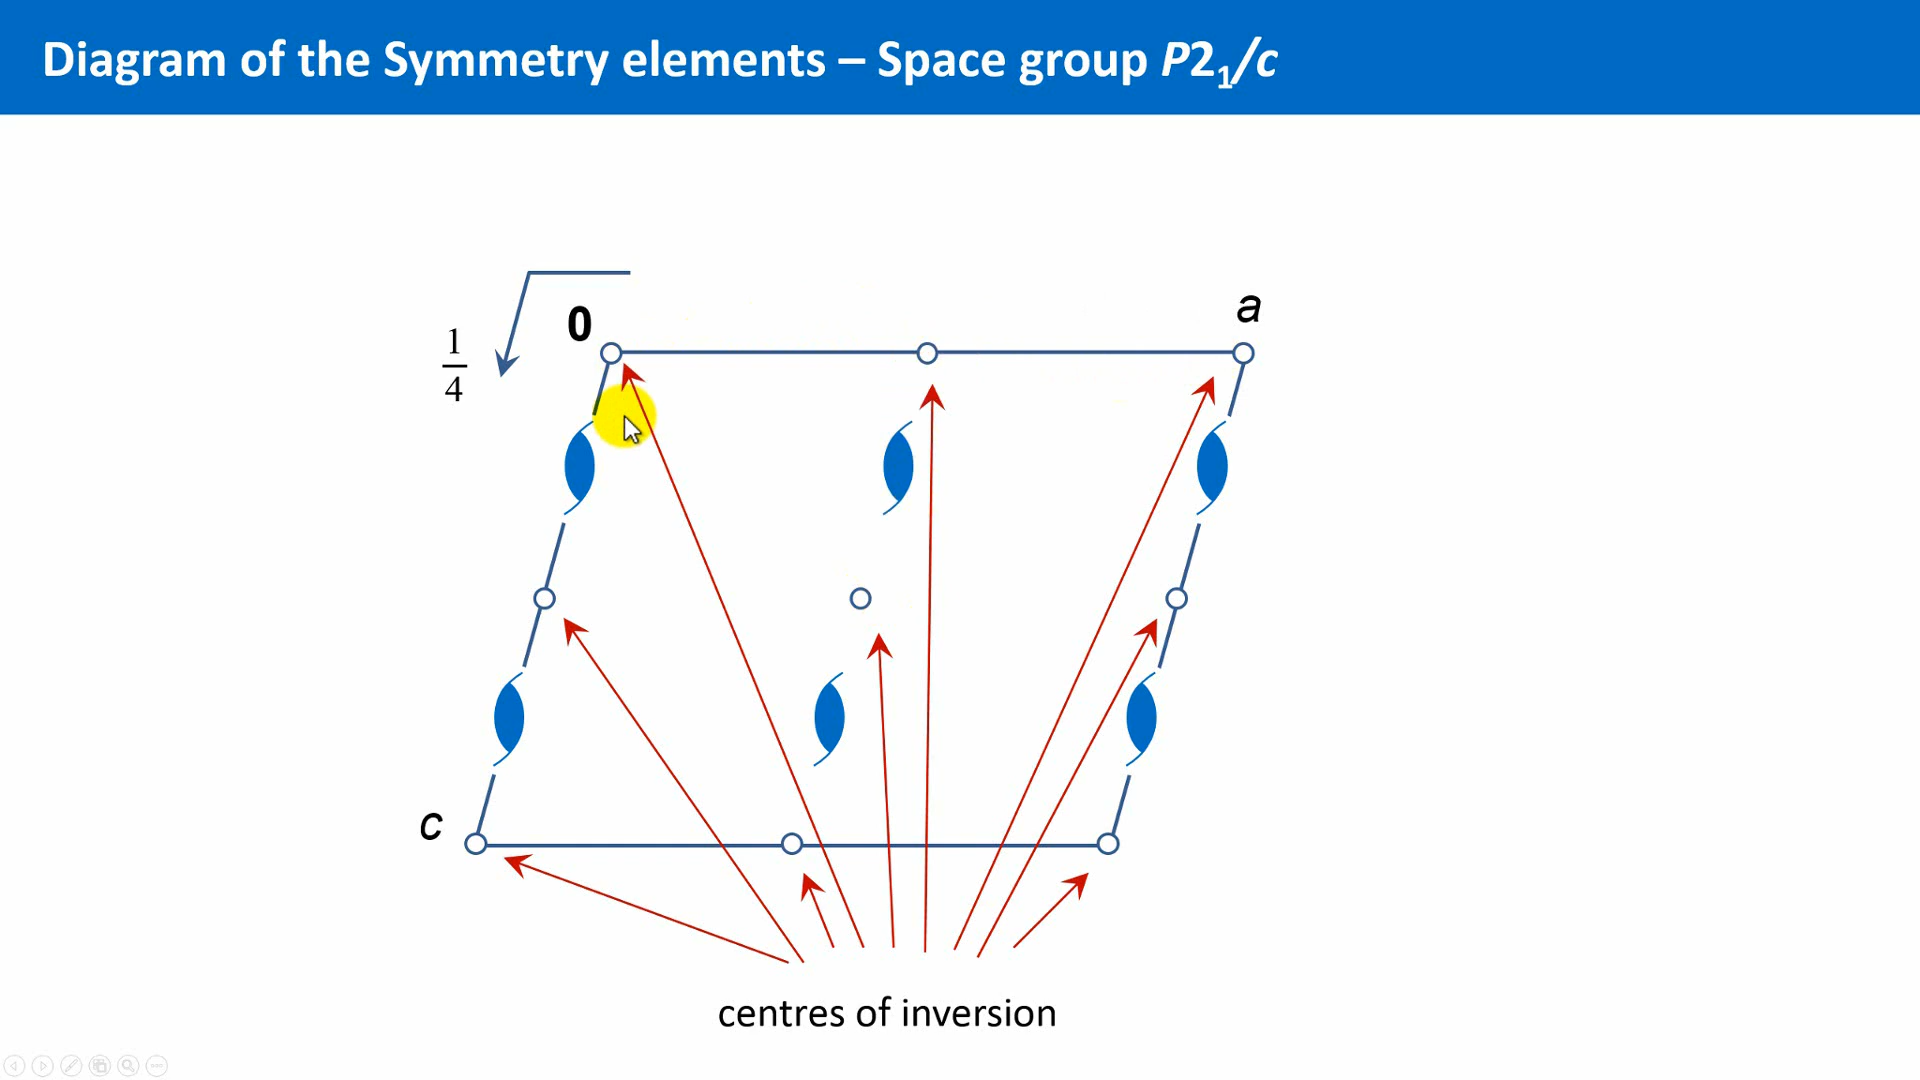 Diagram of the Symmetry elements – Space group P2₁/c
0
a
1
4
c
centres of inversion